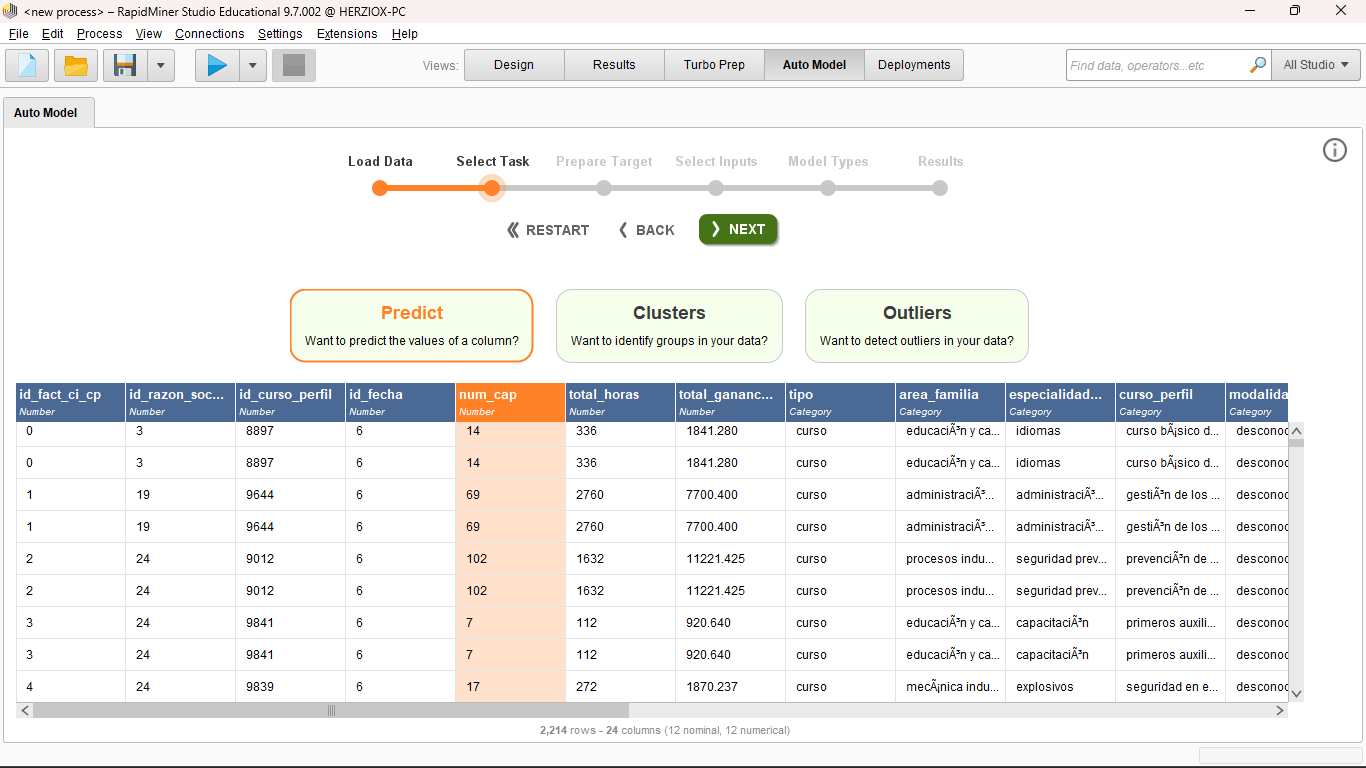 <new process> – RapidMiner Studio Educational 9.7.002 @ HERZIOX-PC
File Edit Process View Connections Settings Extensions Help
Views: Design Results Turbo Prep Auto Model Deployments Find data, operators...etc All Studio
Auto Model
Load Data Select Task Prepare Target Select Inputs Model Types Results
RESTART BACK NEXT
Predict Clusters Outliers
Want to predict the values of a column? Want to identify groups in your data? Want to detect outliers in your data?
id_fact_ci_cp id_razon_soc... id_curso_perfil id_fecha num_cap total_horas total_gananc... tipo area_familia especialidad... curso_perfil modalida
Number Number Number Number Number Number Number Category Category Category Category Category
0 3 8897 6 14 336 1841.280 curso educaciÃ³n y ca... idiomas curso bÃ¡sico d... descono
0 3 8897 6 14 336 1841.280 curso educaciÃ³n y ca... idiomas curso bÃ¡sico d... descono
1 19 9644 6 69 2760 7700.400 curso administraciÃ³... administraciÃ³... gestiÃ³n de los ... descono
1 19 9644 6 69 2760 7700.400 curso administraciÃ³... administraciÃ³... gestiÃ³n de los ... descono
2 24 9012 6 102 1632 11221.425 curso procesos indu... seguridad prev... prevenciÃ³n de ... descono
2 24 9012 6 102 1632 11221.425 curso procesos indu... seguridad prev... prevenciÃ³n de ... descono
3 24 9841 6 7 112 920.640 curso educaciÃ³n y ca... capacitaciÃ³n primeros auxili... descono
3 24 9841 6 7 112 920.640 curso educaciÃ³n y ca... capacitaciÃ³n primeros auxili... descono
4 24 9839 6 17 272 1870.237 curso mecÃ¡nica indu... explosivos seguridad en e... descono
2,214 rows - 24 columns (12 nominal, 12 numerical)